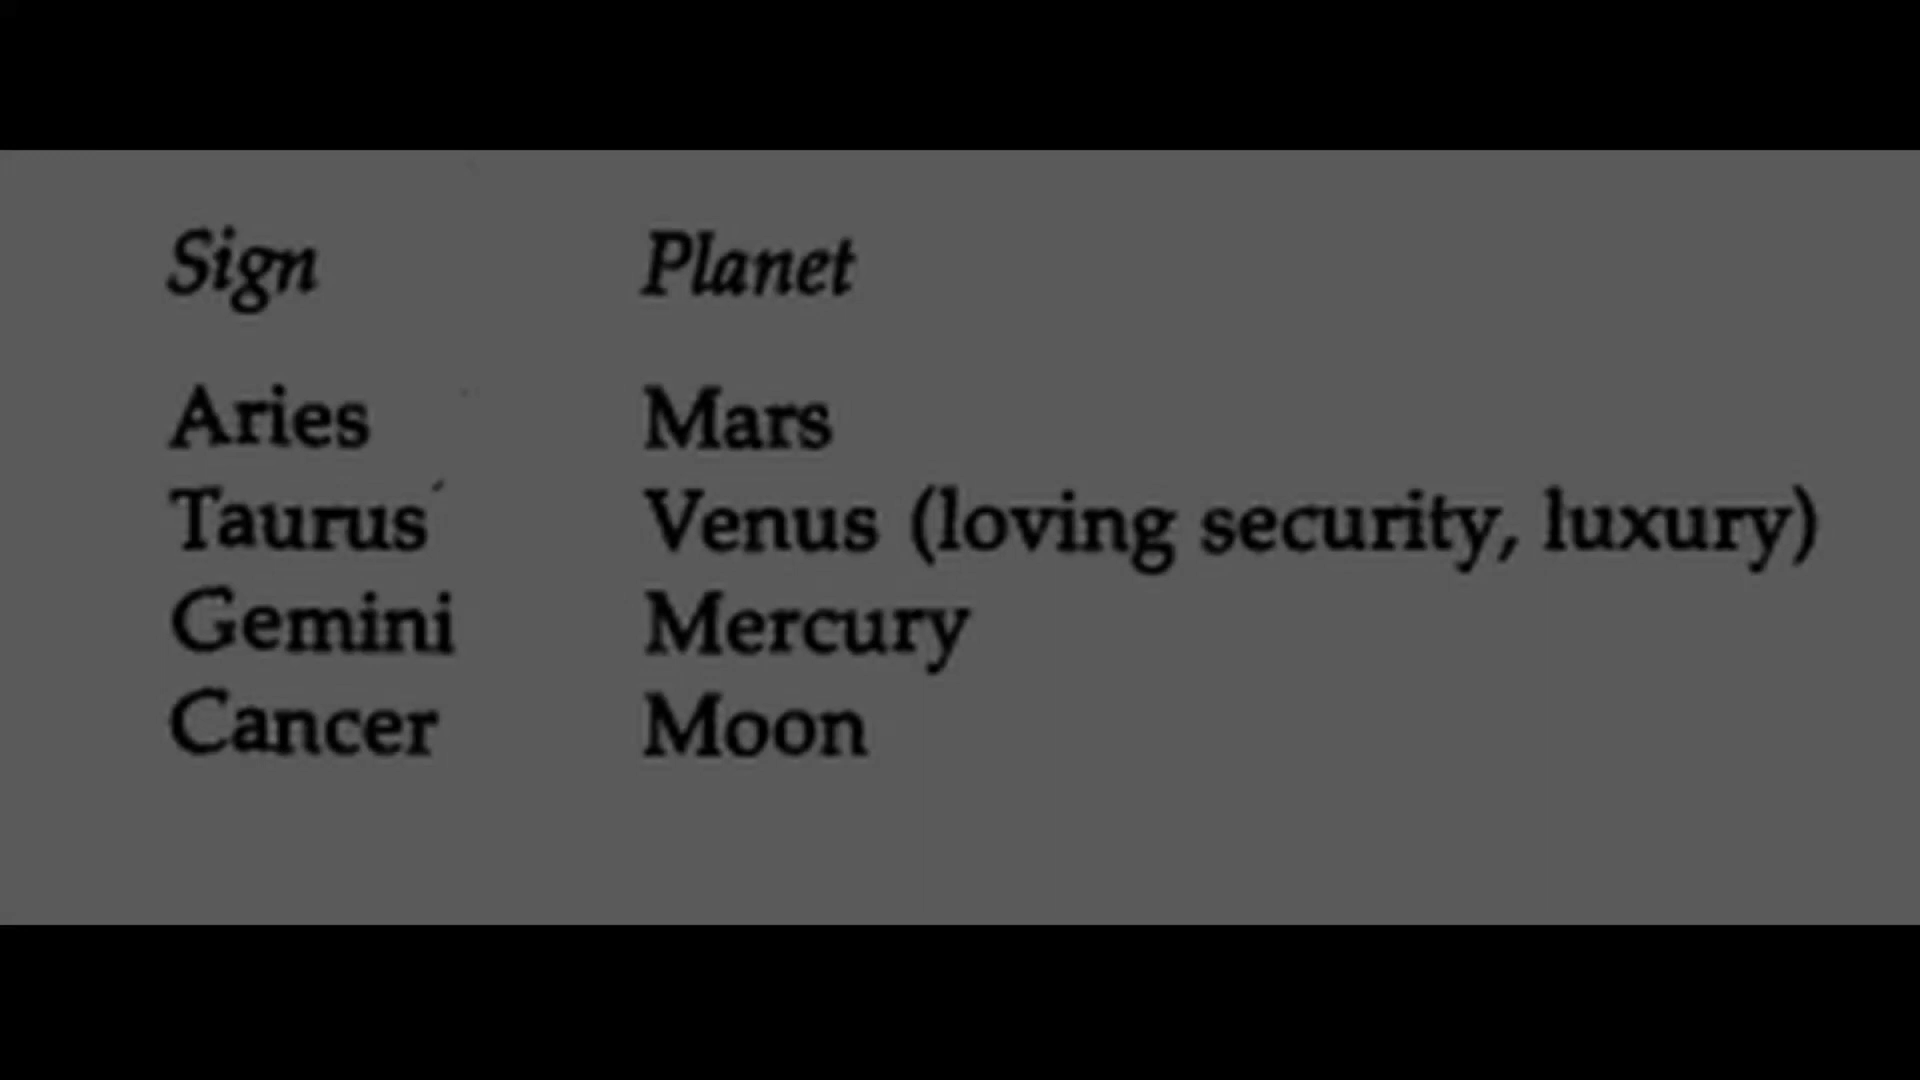 Sign Planet
Aries Mars
Taurus Venus (loving security, luxury)
Gemini Mercury
Cancer Moon